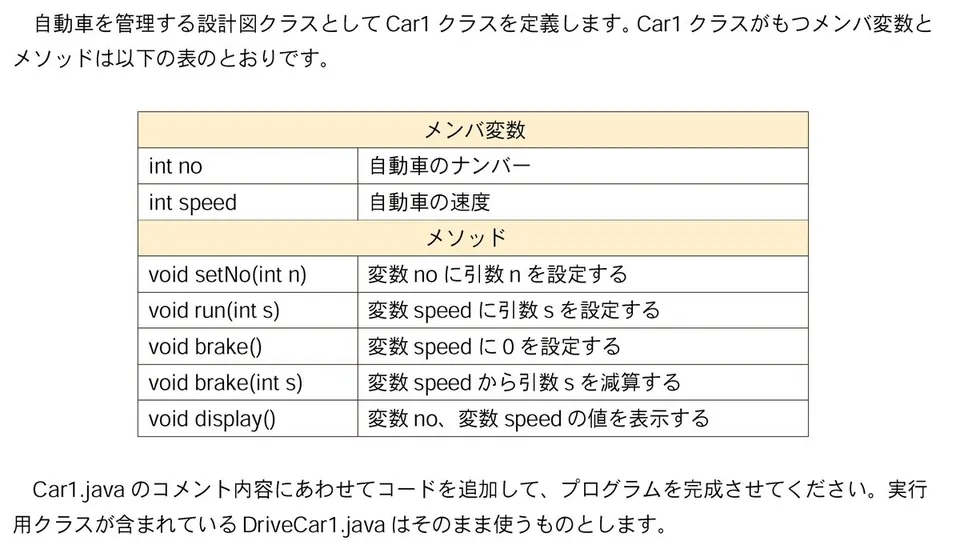 自動車を管理する設計図クラスとして Car1 クラスを定義します。Car1 クラスがもつメンバ変数と
メソッドは以下の表のとおりです。
メンバ変数
int no 自動車のナンバー
int speed 自動車の速度
メソッド
void setNo(int n) 変数 no に引数 n を設定する
void run(int s) 変数 speed に引数 s を設定する
void brake() 変数 speed に 0 を設定する
void brake(int s) 変数 speed から引数 s を減算する
void display() 変数 no、変数 speed の値を表示する
Car1.java のコメント内容にあわせてコードを追加して、プログラムを完成させてください。実行
用クラスが含まれている DriveCar1.java はそのまま使うものとします。